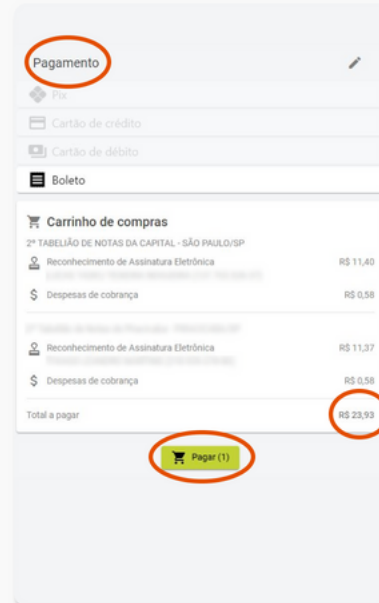 Pagamento
Pix
Cartão de crédito
Cartão de débito
Boleto
Carrinho de compras
2º TABELIÃO DE NOTAS DA CAPITAL - SÃO PAULO/SP
Reconhecimento de Assinatura Eletrônica R$ 11,40
Despesas de cobrança R$ 0,58
Reconhecimento de Assinatura Eletrônica R$ 11,37
Despesas de cobrança R$ 0,58
Total a pagar R$ 23,93
Pagar (1)